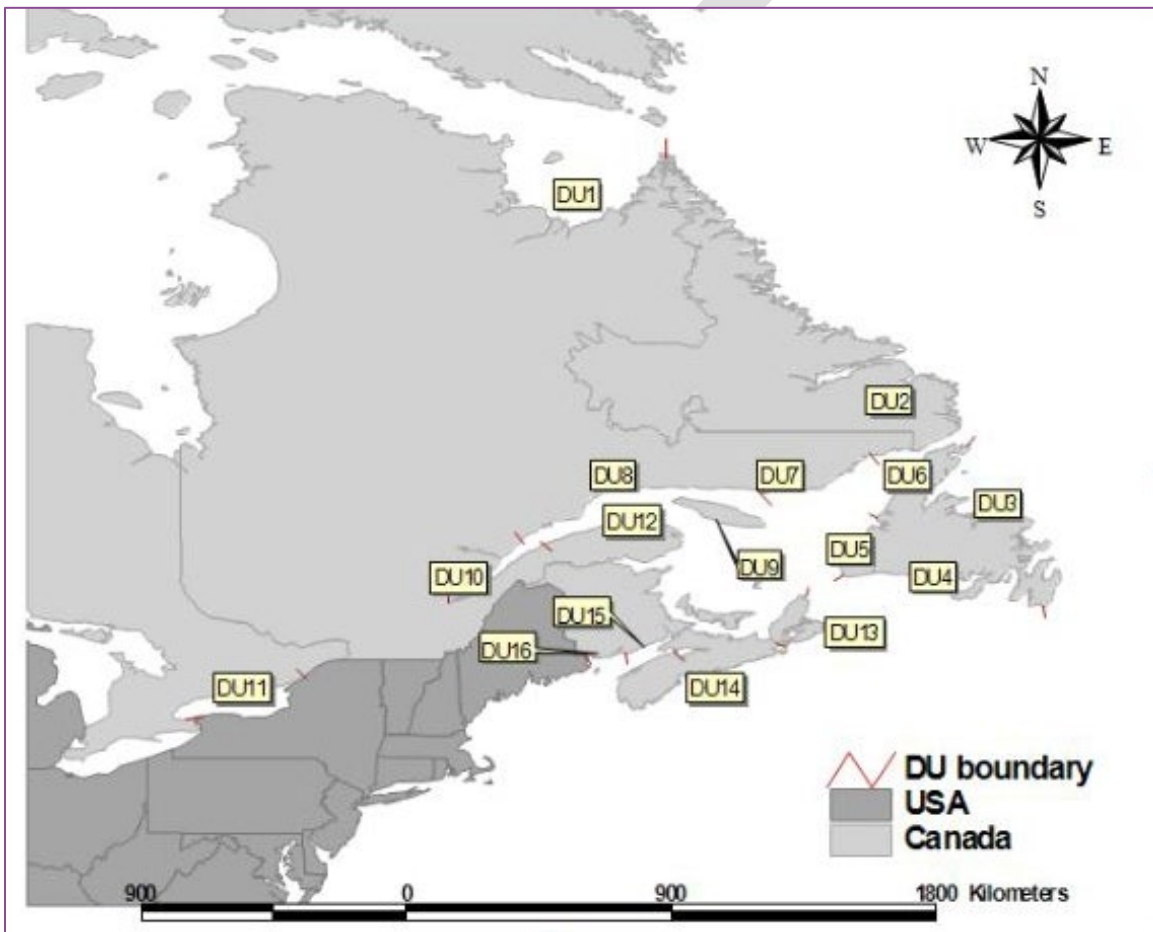 N
W E
S
DU1
DU2
DU8
DU7
DU6
DU3
DU12
DU5
DU9
DU4
DU10
DU15
DU13
DU16
DU14
DU11
DU boundary
USA
Canada
900 0 900 1800 Kilometers